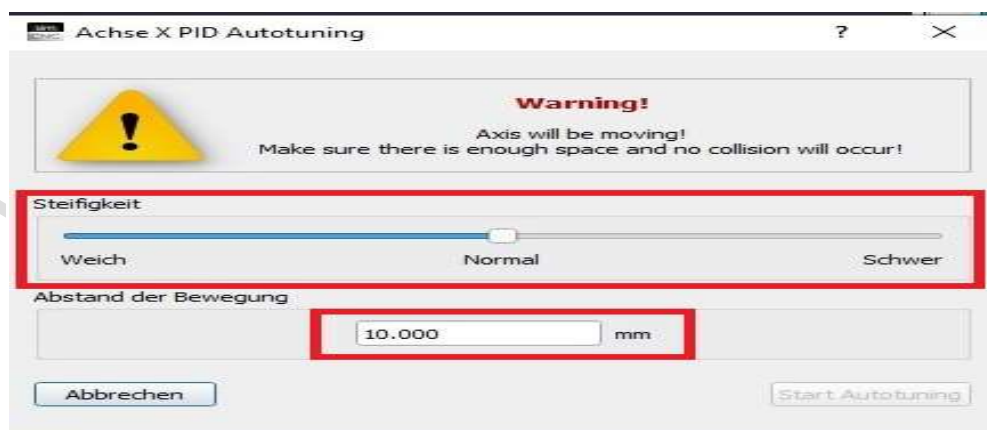 Achse X PID Autotuning
?
Warning!
Axis will be moving!
Make sure there is enough space and no collision will occur!
Steifigkeit
Weich Normal Schwer
Abstand der Bewegung
10.000 mm
Abbrechen Start Autotuning